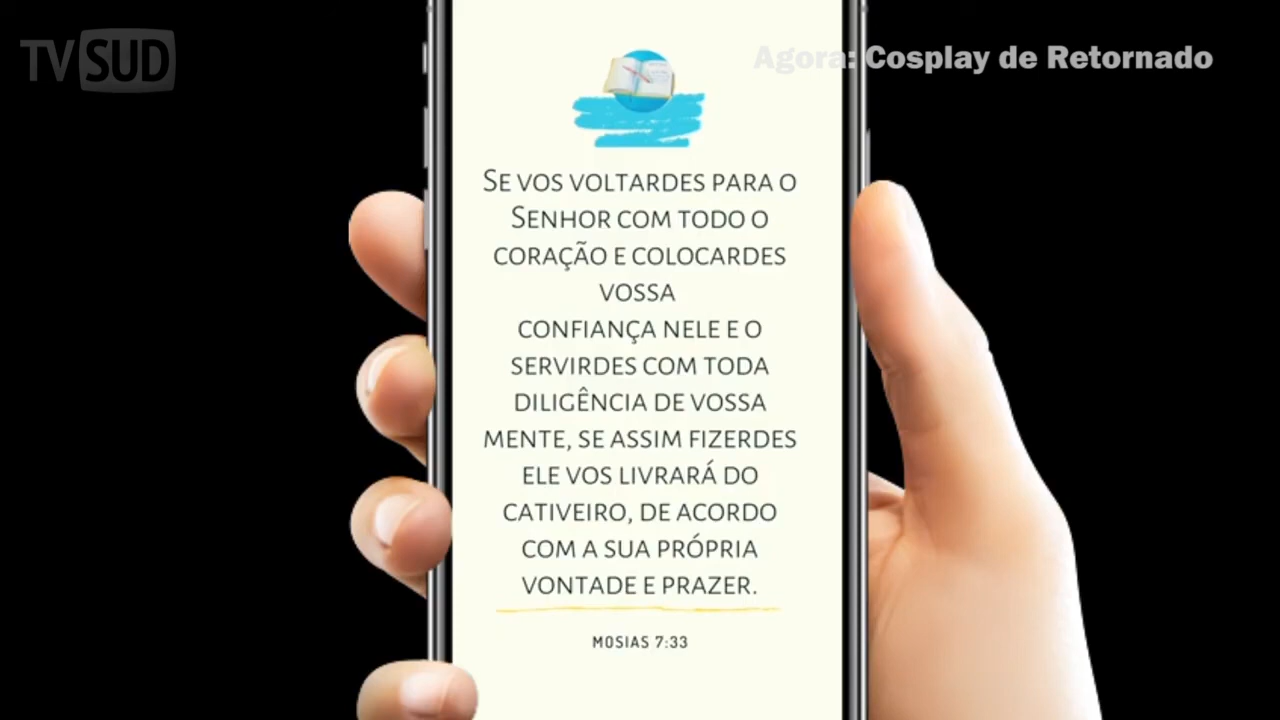 TV SUD
Agora: Cosplay de Retornado
SE VOS VOLTARDES PARA O
SENHOR COM TODO O
CORAÇÃO E COLOCARDES
VOSSA
CONFIANÇA NELE E O
SERVIRDES COM TODA
DILIGÊNCIA DE VOSSA
MENTE, SE ASSIM FIZERDES
ELE VOS LIVRARÁ DO
CATIVEIRO, DE ACORDO
COM A SUA PRÓPRIA
VONTADE E PRAZER.
MOSIAS 7:33